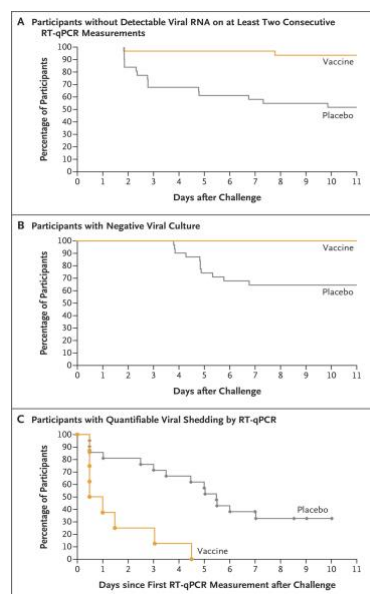 A Participants without Detectable Viral RNA on at Least Two Consecutive
RT-qPCR Measurements
Percentage of Participants
100
90
80
70
60
50
40
30
20
10
0
Vaccine
Placebo
0 1 2 3 4 5 6 7 8 9 10 11
Days after Challenge
B Participants with Negative Viral Culture
Percentage of Participants
100
90
80
70
60
50
40
30
20
10
0
Vaccine
Placebo
0 1 2 3 4 5 6 7 8 9 10 11
Days after Challenge
C Participants with Quantifiable Viral Shedding by RT-qPCR
Percentage of Participants
100
90
80
70
60
50
40
30
20
10
0
Placebo
Vaccine
0 1 2 3 4 5 6 7 8 9 10 11
Days since First RT-qPCR Measurement after Challenge